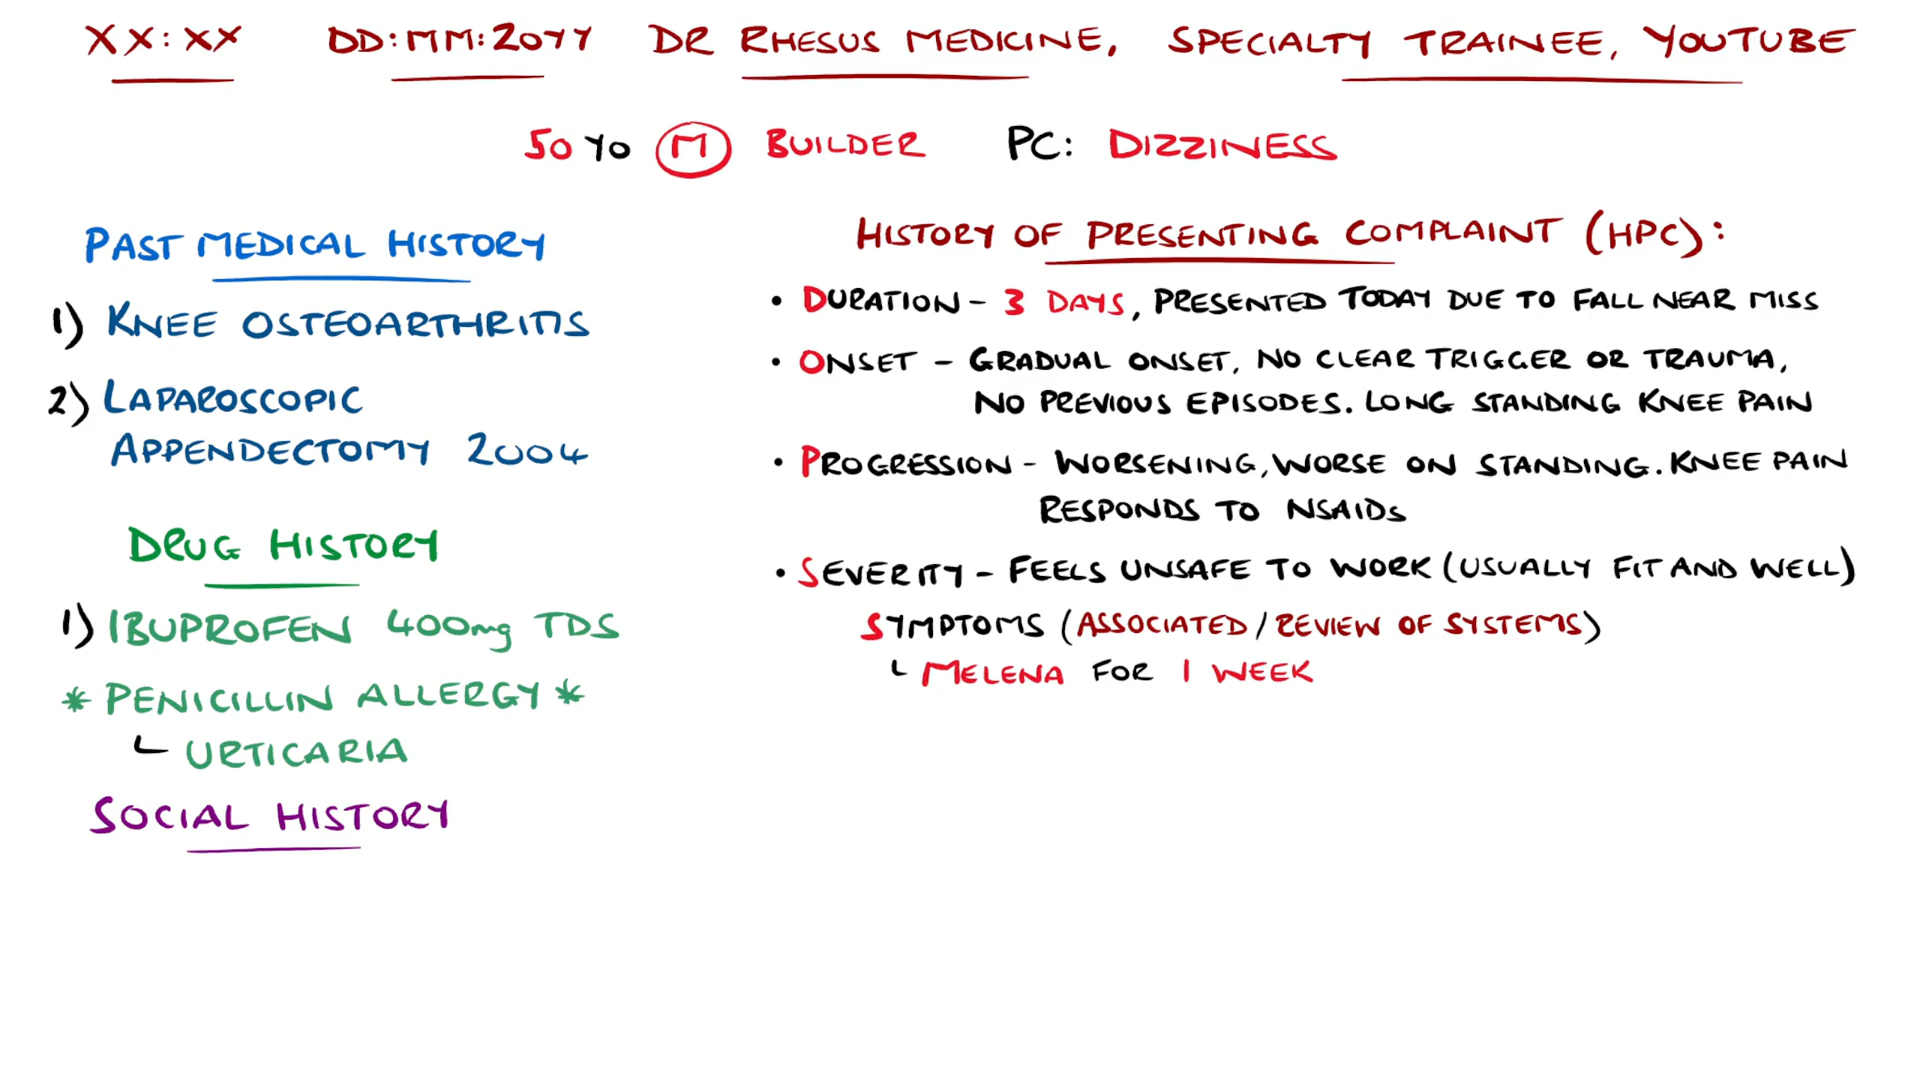 XX:XX DD:MM:20YY DR RHESUS MEDICINE, SPECIALTY TRAINEE, YOUTUBE
50 YO M BUILDER PC: DIZZINESS
PAST MEDICAL HISTORY
1) KNEE OSTEOARTHRITIS
2) LAPAROSCOPIC
APPENDECTOMY 2004
DRUG HISTORY
1) IBUPROFEN 400mg TDS
* PENICILLIN ALLERGY *
URTICARIA
SOCIAL HISTORY
HISTORY OF PRESENTING COMPLAINT (HPC):
• DURATION - 3 DAYS, PRESENTED TODAY DUE TO FALL NEAR MISS
• ONSET - GRADUAL ONSET, NO CLEAR TRIGGER OR TRAUMA,
NO PREVIOUS EPISODES. LONG STANDING KNEE PAIN
• PROGRESSION - WORSENING, WORSE ON STANDING. KNEE PAIN
RESPONDS TO NSAIDs
• SEVERITY - FEELS UNSAFE TO WORK (USUALLY FIT AND WELL)
SYMPTOMS (ASSOCIATED/REVIEW OF SYSTEMS)
MELENA FOR 1 WEEK